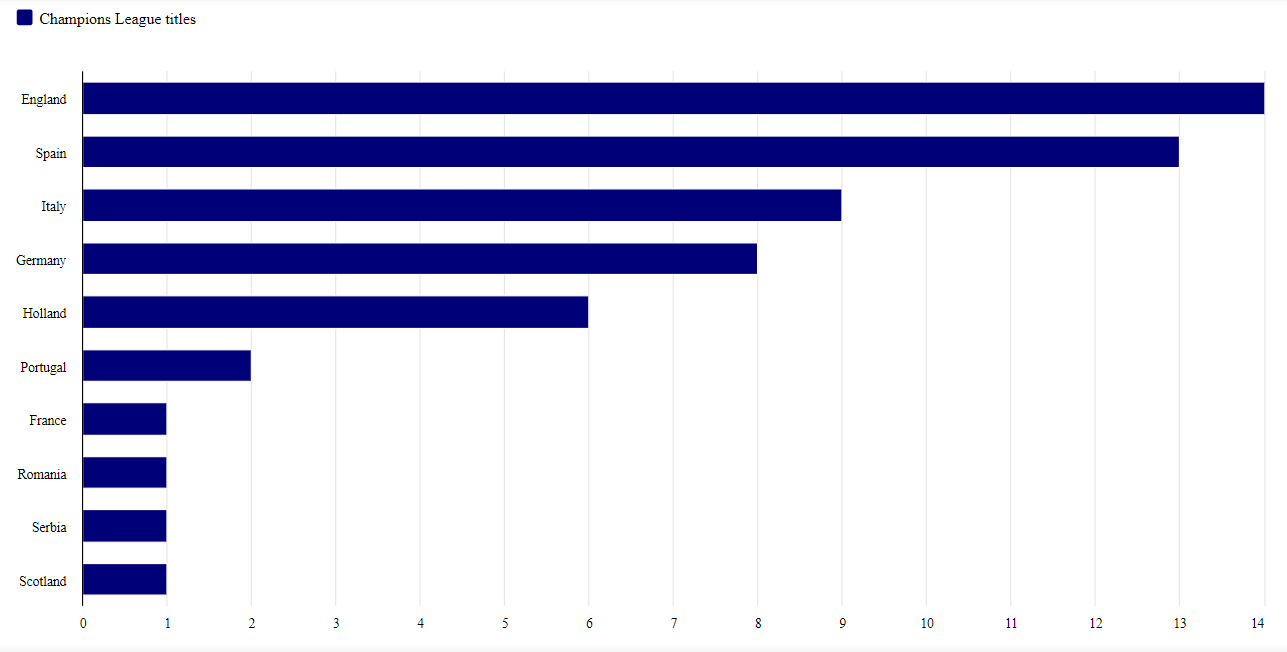 Champions League titles
England
Spain
Italy
Germany
Holland
Portugal
France
Romania
Serbia
Scotland
0 1 2 3 4 5 6 7 8 9 10 11 12 13 14